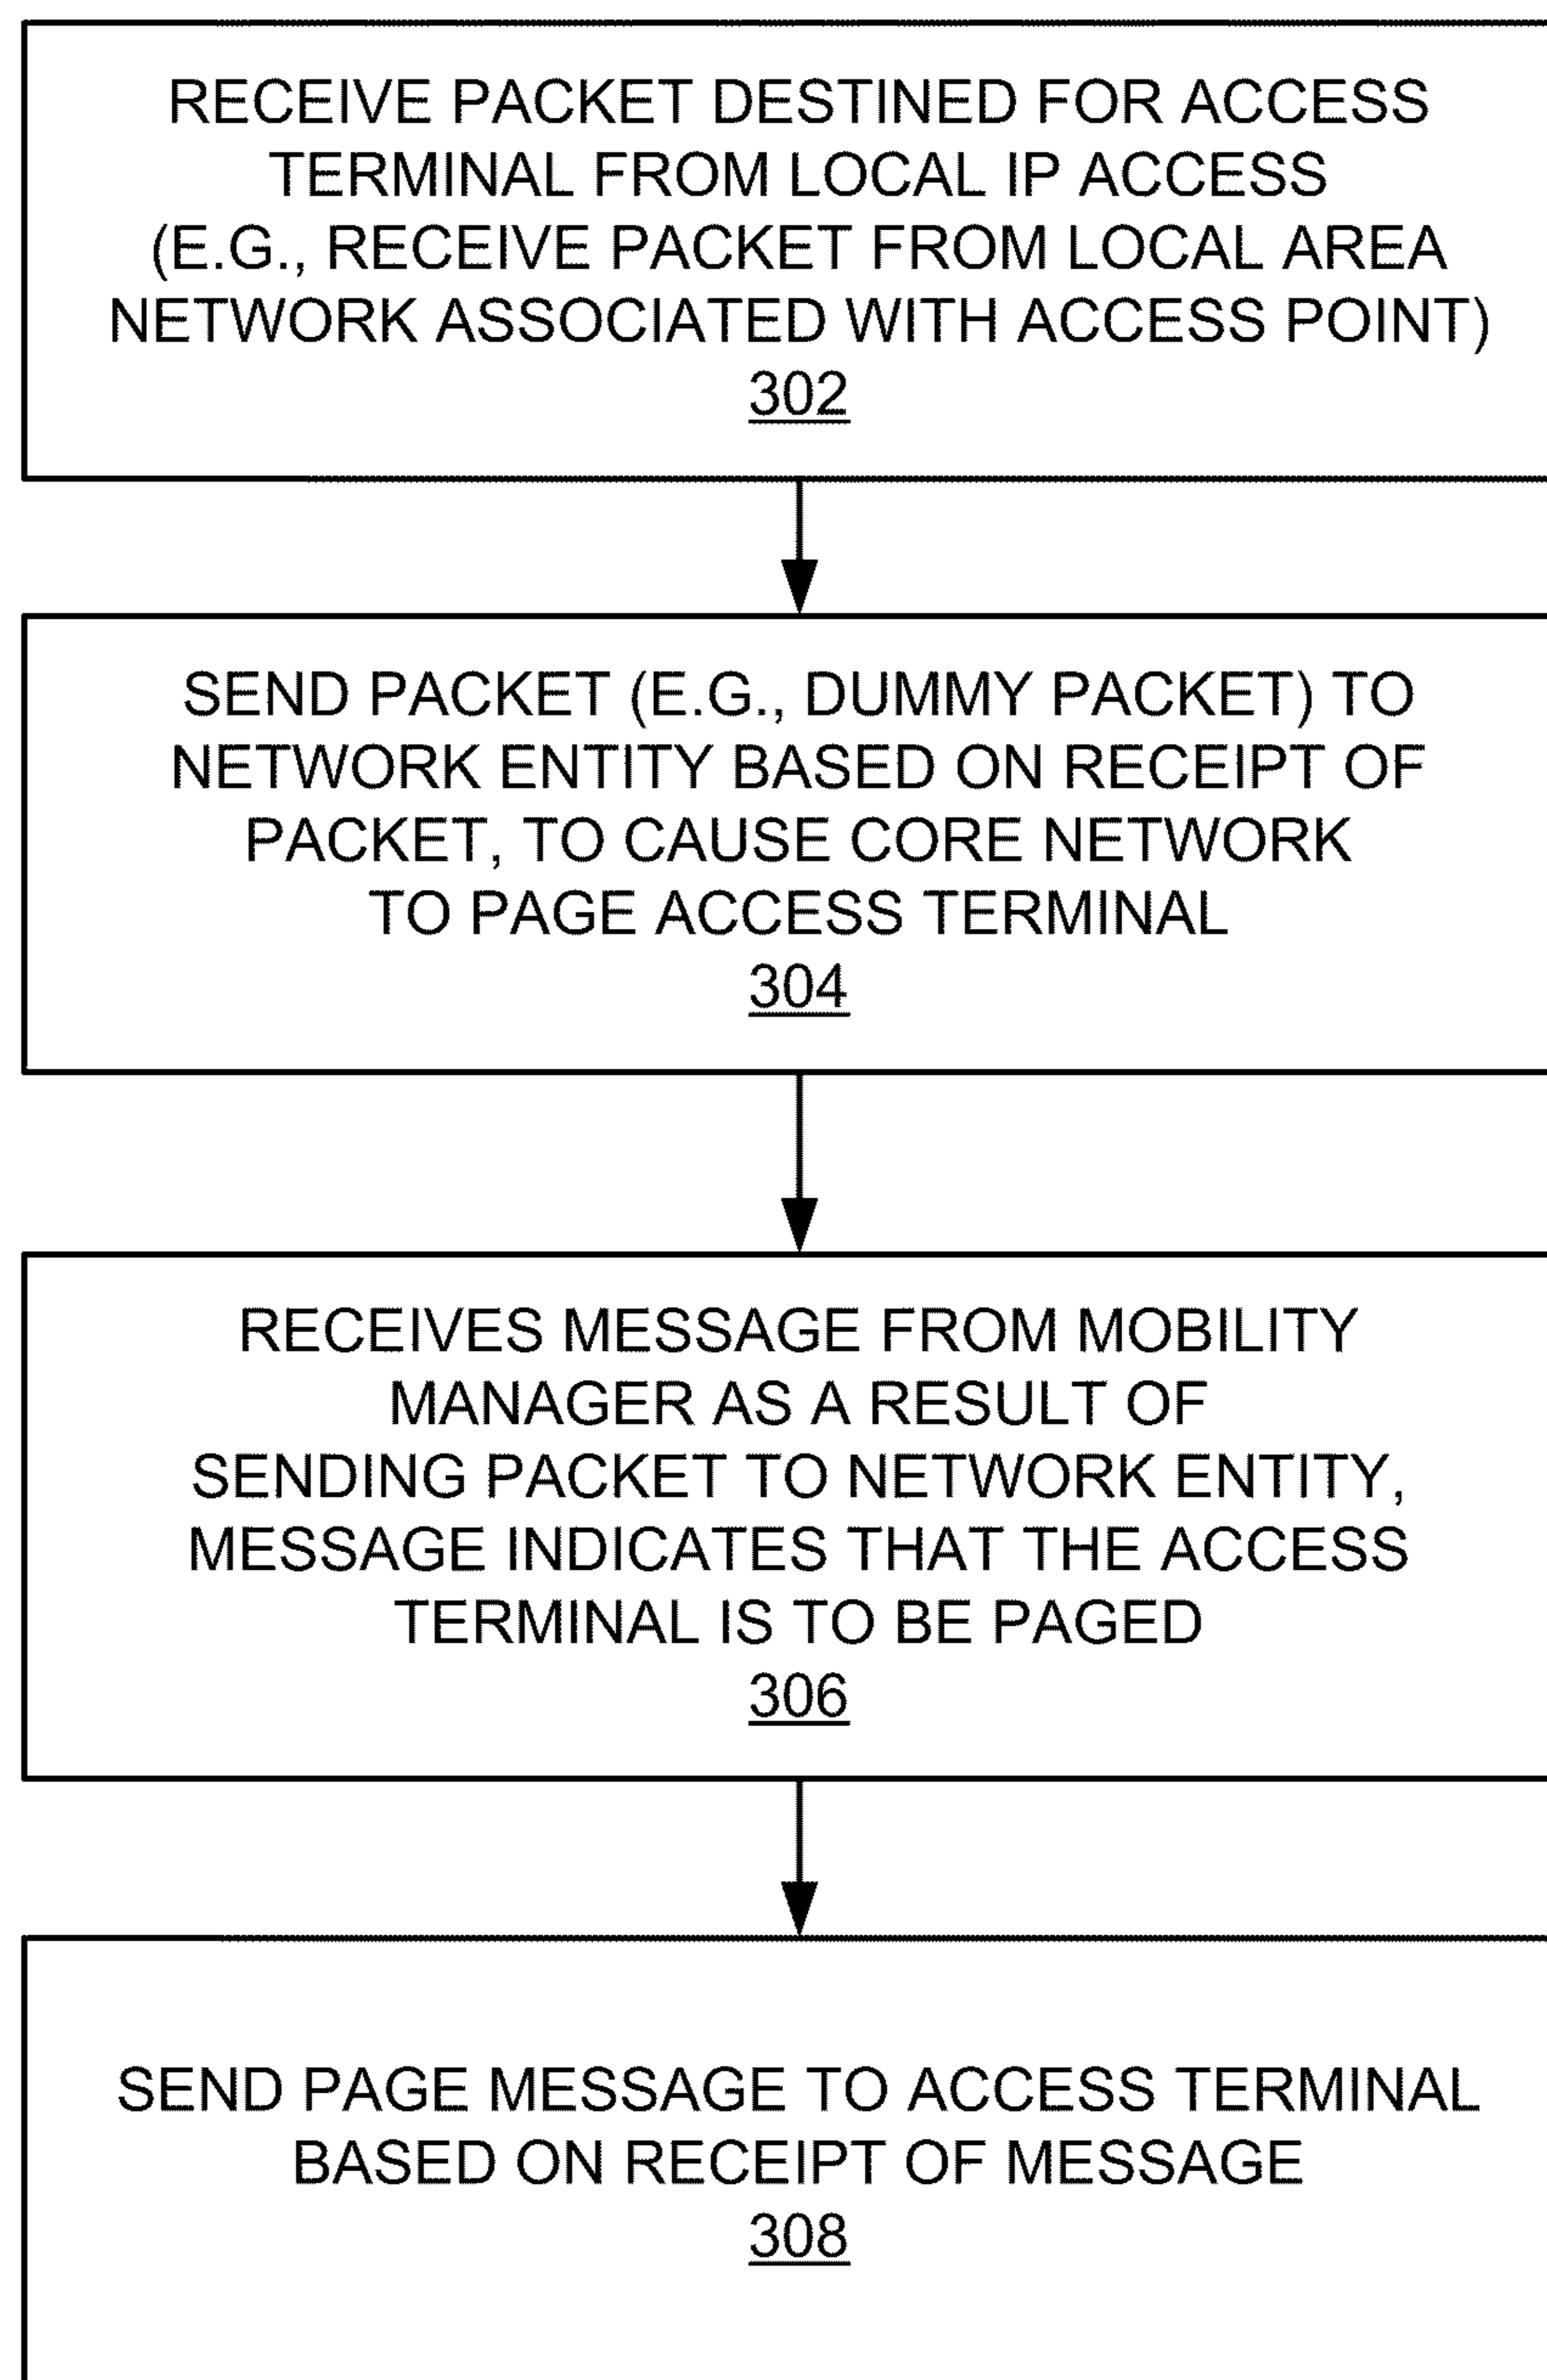 RECEIVE PACKET DESTINED FOR ACCESS
TERMINAL FROM LOCAL IP ACCESS
(E.G., RECEIVE PACKET FROM LOCAL AREA
NETWORK ASSOCIATED WITH ACCESS POINT)
302
SEND PACKET (E.G., DUMMY PACKET) TO
NETWORK ENTITY BASED ON RECEIPT OF
PACKET, TO CAUSE CORE NETWORK
TO PAGE ACCESS TERMINAL
304
RECEIVES MESSAGE FROM MOBILITY
MANAGER AS A RESULT OF
SENDING PACKET TO NETWORK ENTITY,
MESSAGE INDICATES THAT THE ACCESS
TERMINAL IS TO BE PAGED
306
SEND PAGE MESSAGE TO ACCESS TERMINAL
BASED ON RECEIPT OF MESSAGE
308